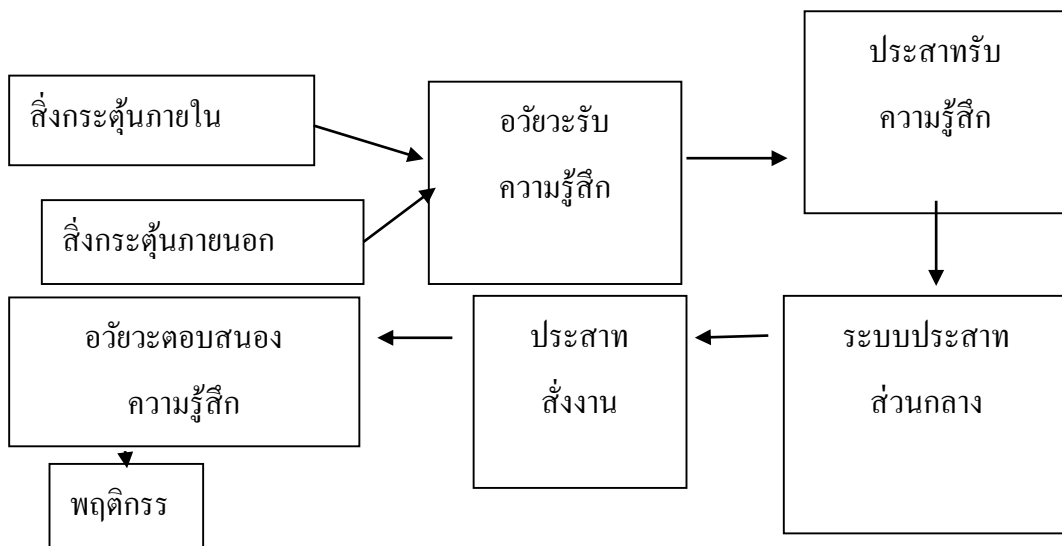 สิ่งกระตุ้นภายใน
สิ่งกระตุ้นภายนอก
อวัยวะรับ
ความรู้สึก
ประสาทรับ
ความรู้สึก
ระบบประสาท
ส่วนกลาง
ประสาท
สั่งงาน
อวัยวะตอบสนอง
ความรู้สึก
พฤติกรร